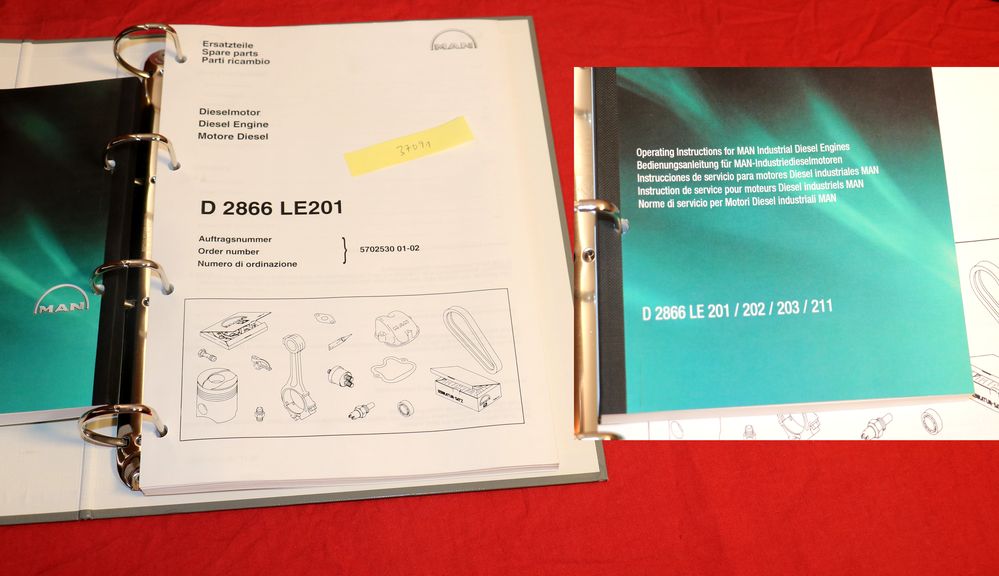 Ersatzteile
Spare parts
Parti ricambio
MAN
Dieselmotor
Diesel Engine
Motore Diesel
37091
D 2866 LE201
Auftragsnummer
Order number
Numero di ordinazione
5702530 01-02
MAN
Operating Instructions for MAN Industrial Diesel Engines
Bedienungsanleitung für MAN-Industriedieselmotoren
Instrucciones de servicio para motores Diesel industriales MAN
Instruction de service pour moteurs Diesel industriels MAN
Norme di servizio per Motori Diesel industriali MAN
D 2866 LE 201 / 202 / 203 / 211